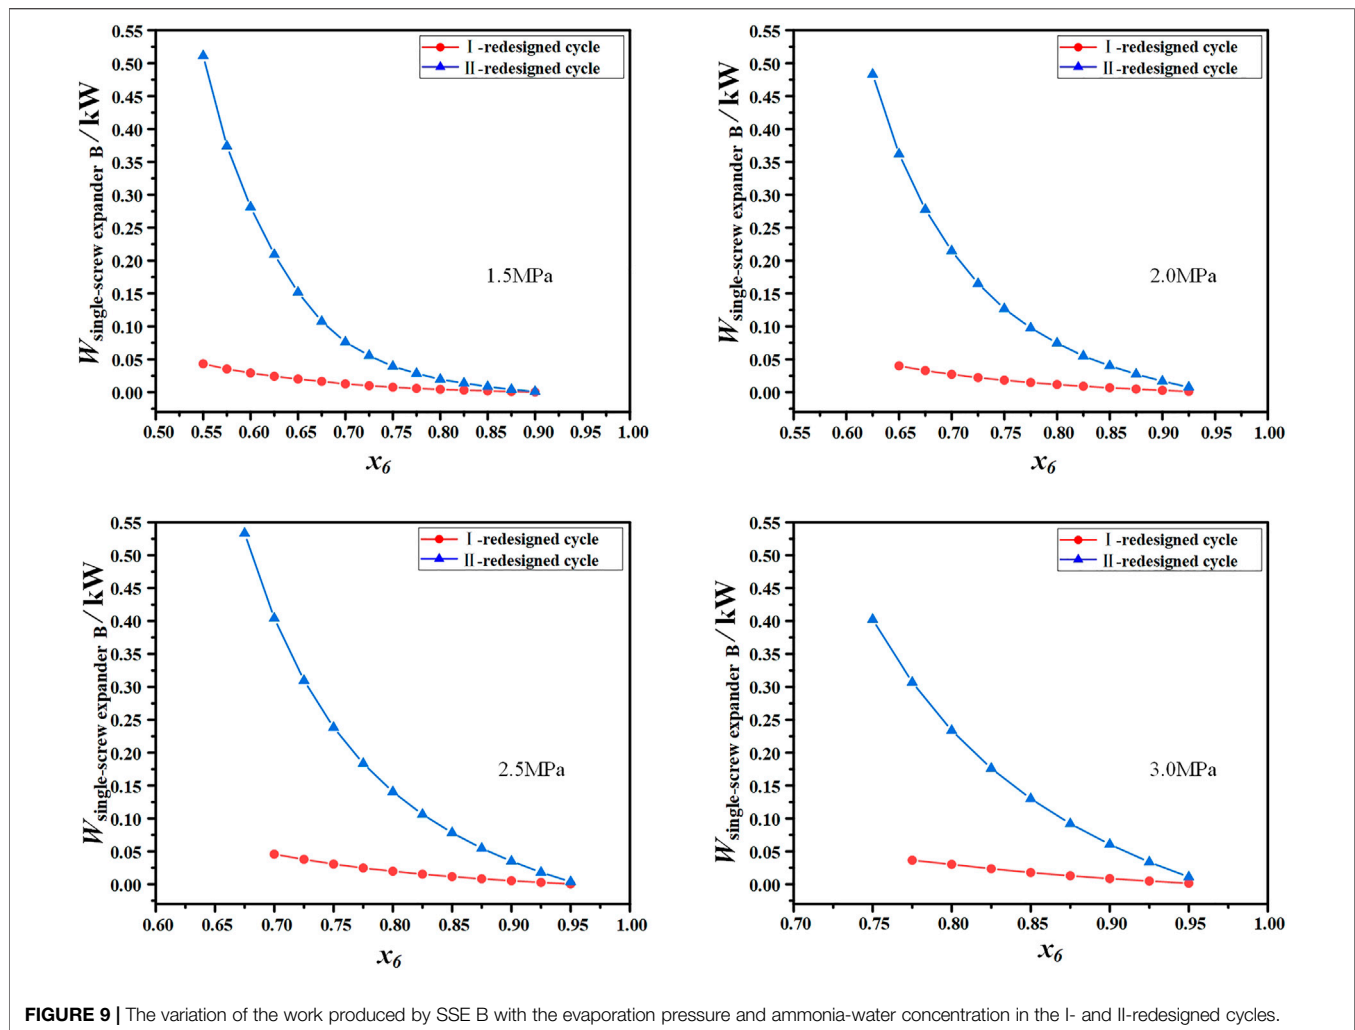 0.55
0.50
0.45
0.40
0.35
0.30
0.25
0.20
0.15
0.10
0.05
0.00
W single-screw expander B/kW
Ⅰ-redesigned cycle
Ⅱ-redesigned cycle
1.5MPa
0.50 0.55 0.60 0.65 0.70 0.75 0.80 0.85 0.90 0.95 1.00
x6
0.55
0.50
0.45
0.40
0.35
0.30
0.25
0.20
0.15
0.10
0.05
0.00
W single-screw expander B/kW
Ⅰ-redesigned cycle
Ⅱ-redesigned cycle
2.0MPa
0.55 0.60 0.65 0.70 0.75 0.80 0.85 0.90 0.95 1.00
x6
0.55
0.50
0.45
0.40
0.35
0.30
0.25
0.20
0.15
0.10
0.05
0.00
W single-screw expander B/kW
Ⅰ-redesigned cycle
Ⅱ-redesigned cycle
2.5MPa
0.60 0.65 0.70 0.75 0.80 0.85 0.90 0.95 1.00
x6
0.55
0.50
0.45
0.40
0.35
0.30
0.25
0.20
0.15
0.10
0.05
0.00
W single-screw expander B/kW
Ⅰ-redesigned cycle
Ⅱ-redesigned cycle
3.0MPa
0.70 0.75 0.80 0.85 0.90 0.95 1.00
x6
FIGURE 9 | The variation of the work produced by SSE B with the evaporation pressure and ammonia-water concentration in the I- and II-redesigned cycles.